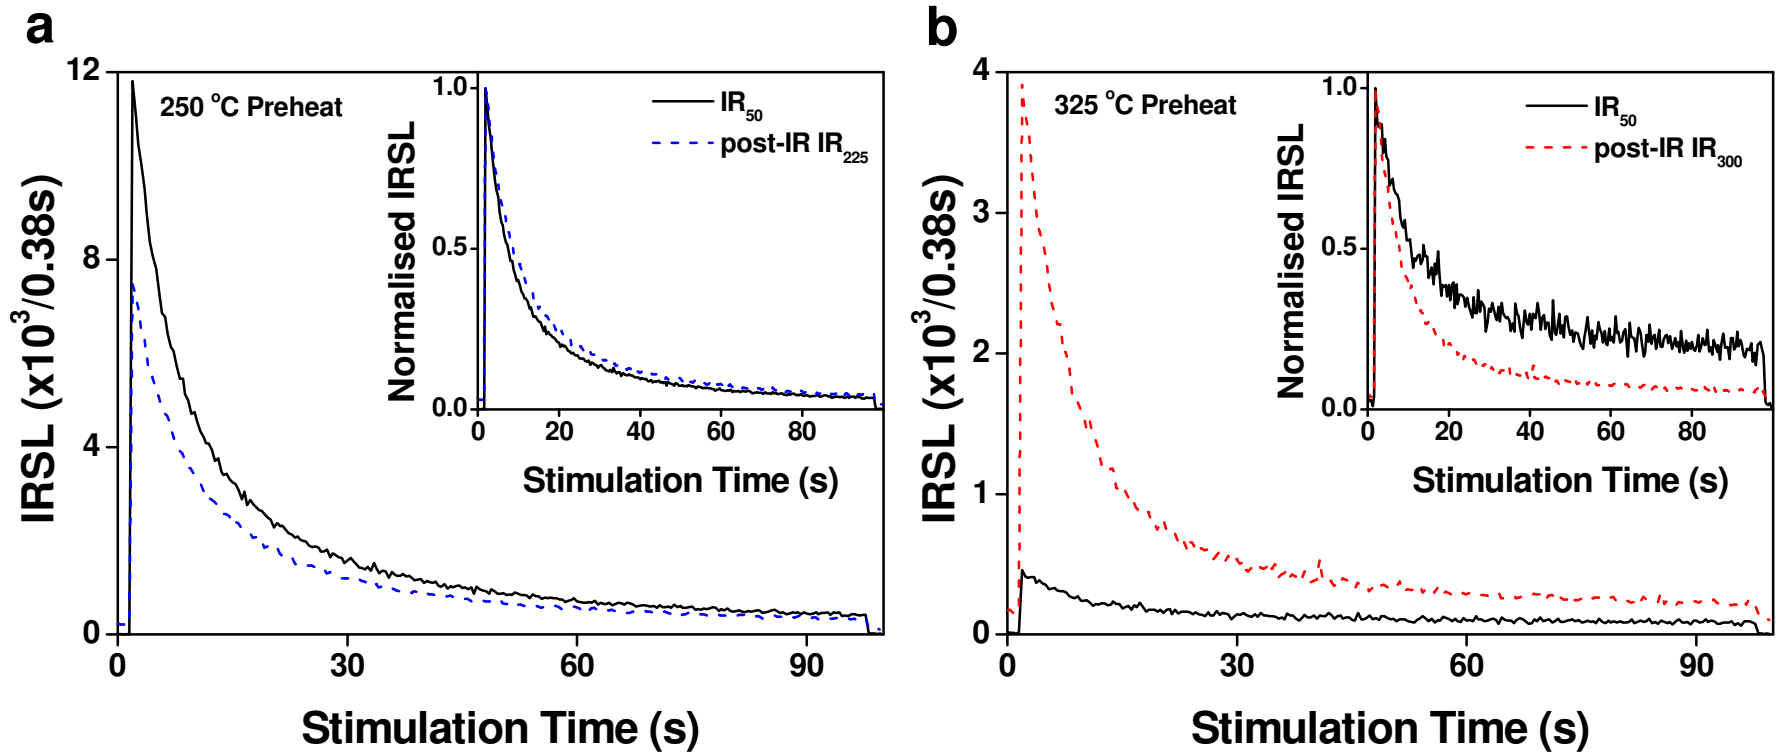 a
250 °C Preheat
IRSL (x10³/0.38s)
12
8
4
0
0 30 60 90
Stimulation Time (s)
IR₅₀
post-IR IR₂₂₅
Normalised IRSL
1.0
0.5
0.0
0 20 40 60 80
Stimulation Time (s)
b
325 °C Preheat
IRSL (x10³/0.38s)
4
3
2
1
0
0 30 60 90
Stimulation Time (s)
IR₅₀
post-IR IR₃₀₀
Normalised IRSL
1.0
0.5
0.0
0 20 40 60 80
Stimulation Time (s)